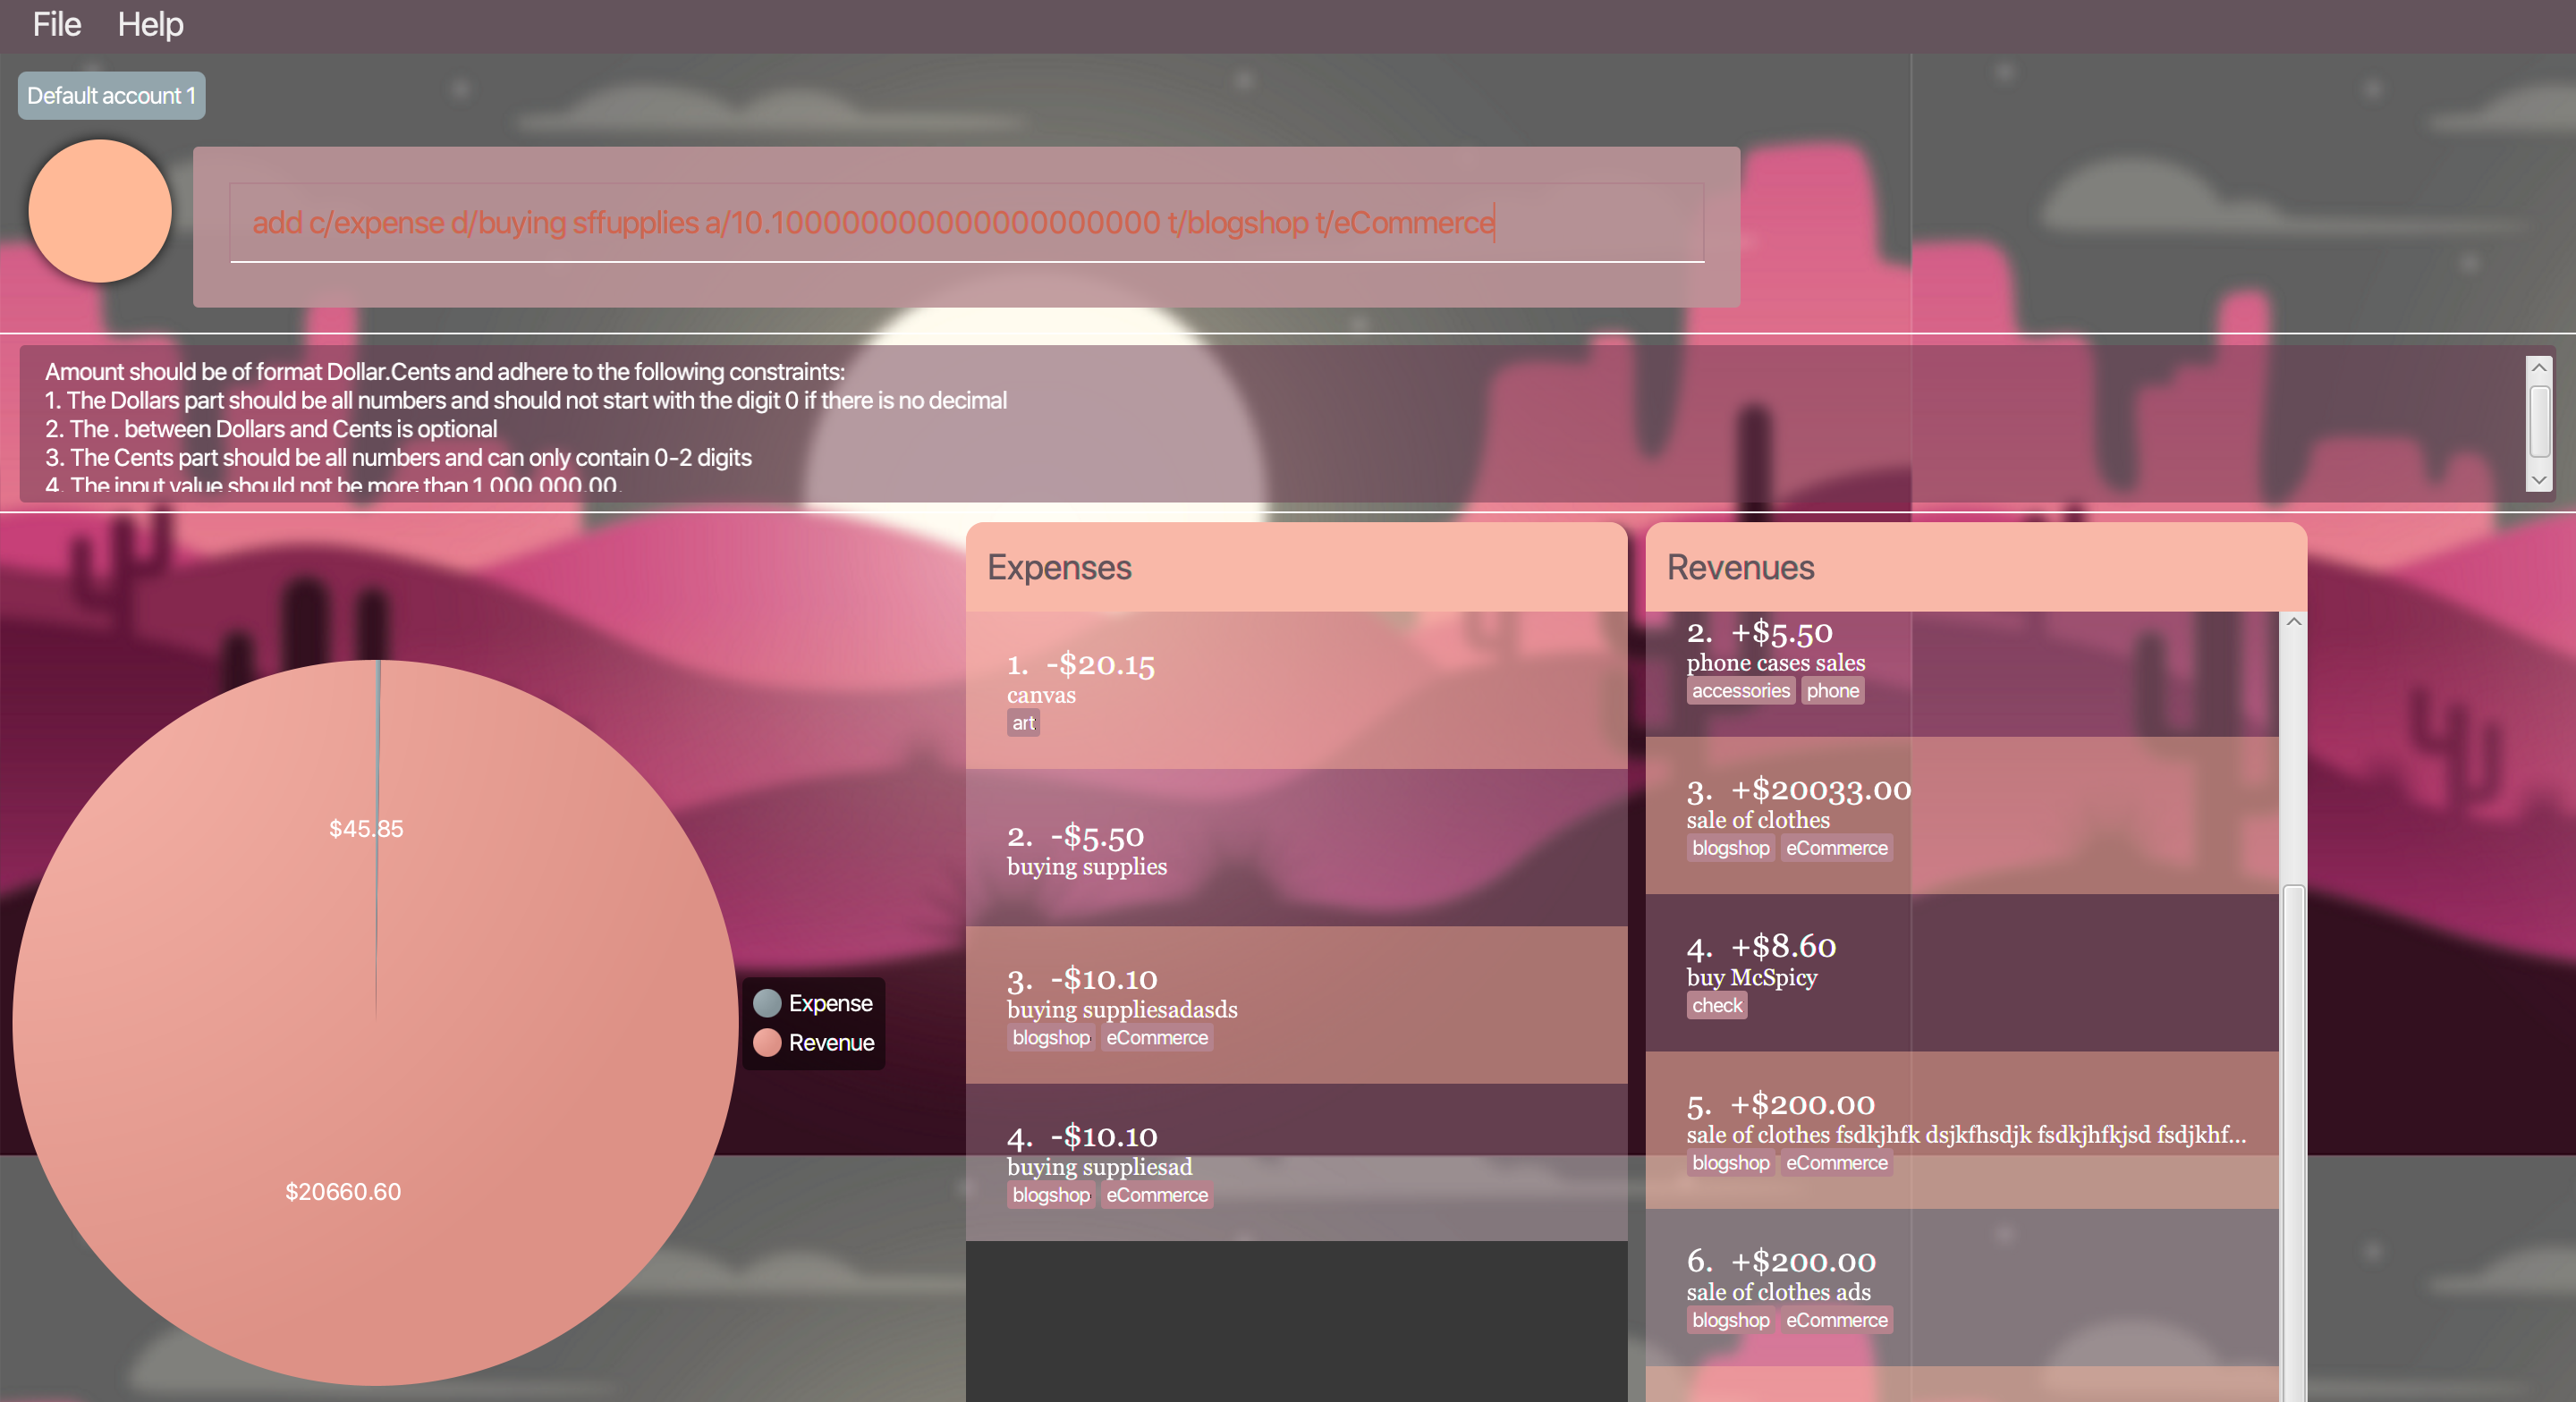 File Help
Default account 1
add c/expense d/buying sffupplies a/10.1000000000000000000000 t/blogshop t/eCommerce
Amount should be of format Dollar.Cents and adhere to the following constraints:
1. The Dollars part should be all numbers and should not start with the digit 0 if there is no decimal
2. The . between Dollars and Cents is optional
3. The Cents part should be all numbers and can only contain 0-2 digits
4. The input value should not be more than 1 000 000.00.
$45.85
$20660.60
Expense
Revenue
Expenses
1. -$20.15
canvas
art
2. -$5.50
buying supplies
3. -$10.10
buying suppliesadasds
blogshop eCommerce
4. -$10.10
buying suppliesad
blogshop eCommerce
Revenues
2. +$5.50
phone cases sales
accessories phone
3. +$20033.00
sale of clothes
blogshop eCommerce
4. +$8.60
buy McSpicy
check
5. +$200.00
sale of clothes fsdkjhfk dsjkfhsdjk fsdkjhfkjsd fsdjkhf...
blogshop eCommerce
6. +$200.00
sale of clothes ads
blogshop eCommerce